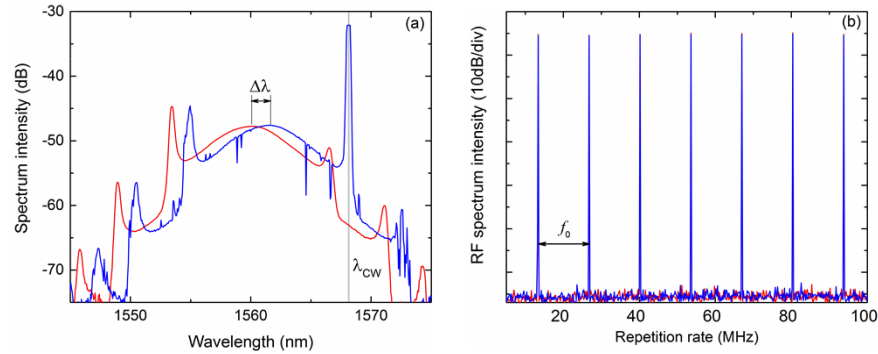 (a)
-30
-40
-50
-60
-70
Spectrum intensity (dB)
Δλ
λCW
1550
1560
1570
Wavelength (nm)
(b)
RF spectrum intensity (10dB/div)
f0
20
40
60
80
100
Repetition rate (MHz)